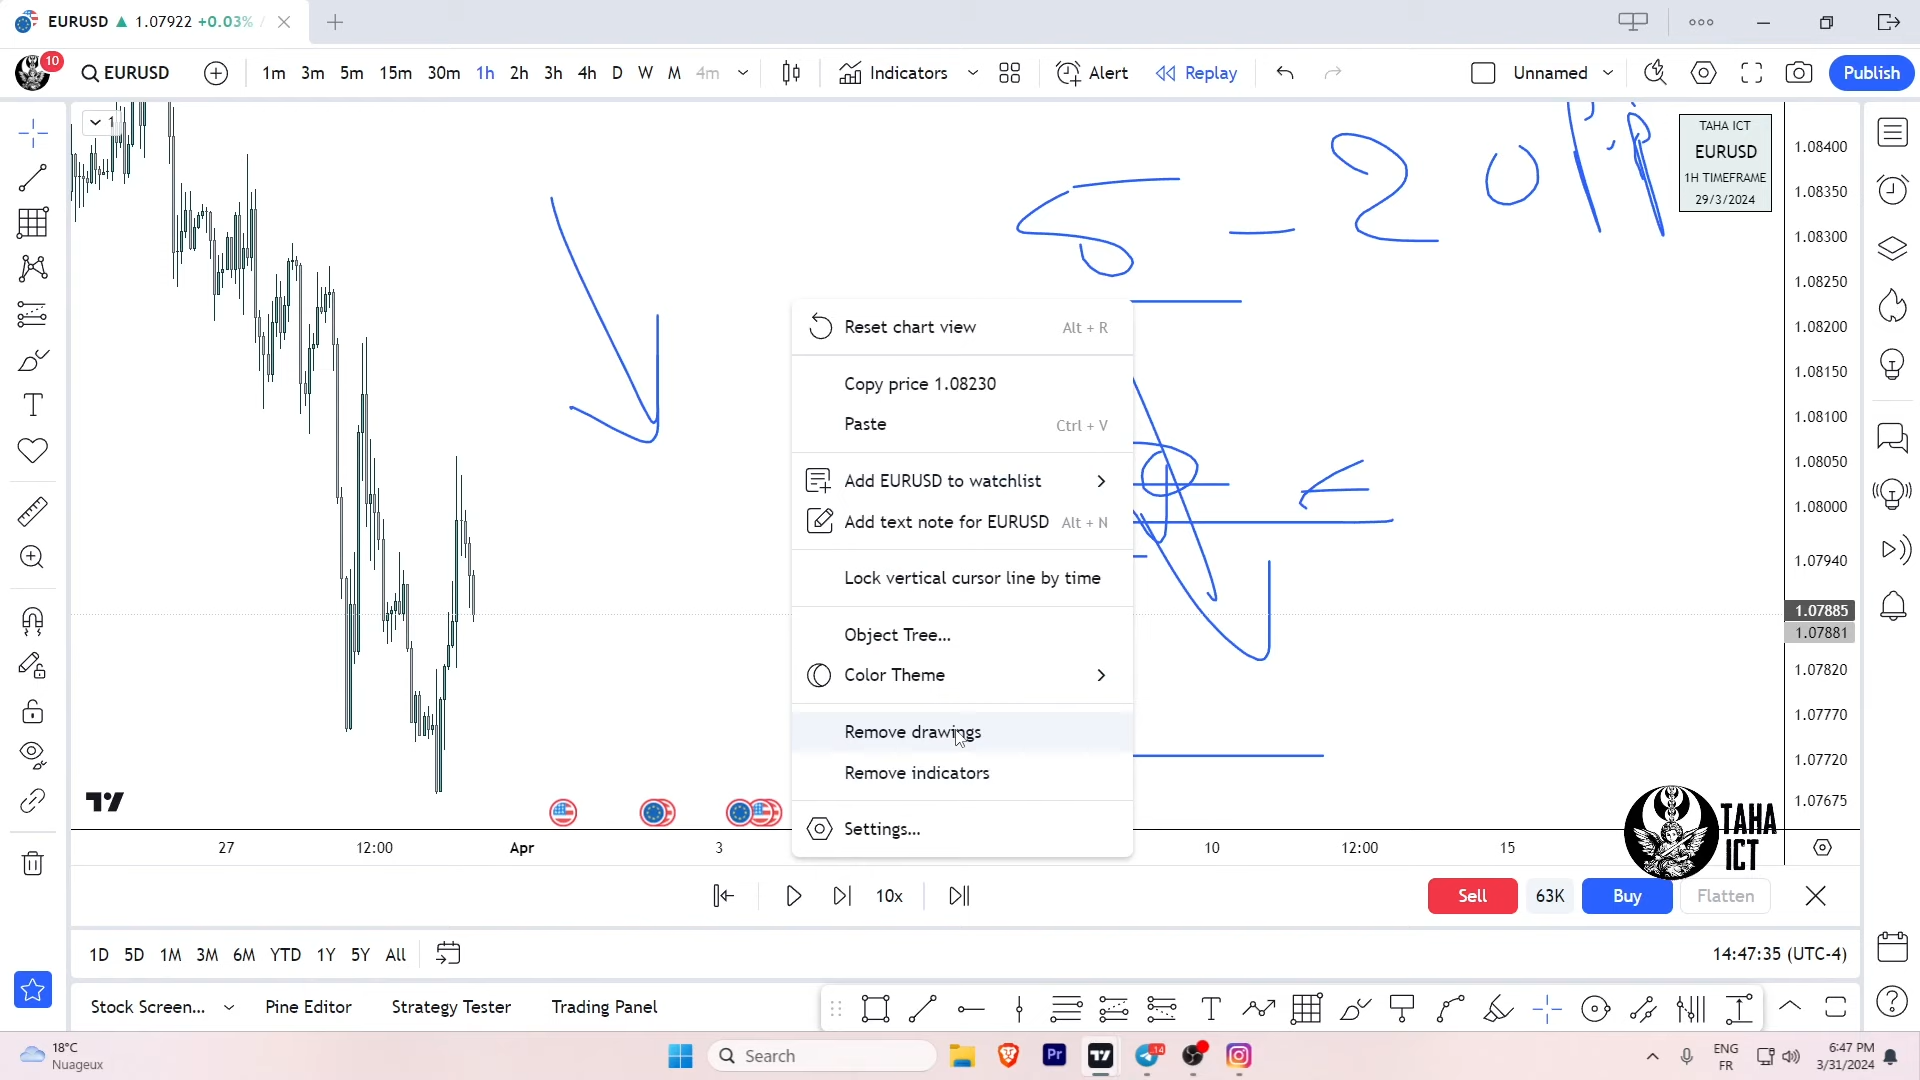 EURUSD ▲ 1.07922 +0.03% /
10
EURUSD
1m 3m 5m 15m 30m 1h 2h 3h 4h D W M 4m
Indicators
Alert
Replay
Unnamed
Publish
1
5 - 20 Pip
TAHA ICT
EURUSD
1H TIMEFRAME
29/3/2024
1.08400
1.08350
1.08300
1.08250
1.08200
1.08150
1.08100
1.08050
1.08000
1.07940
1.07885
1.07881
1.07820
1.07770
1.07720
1.07675
Reset chart view Alt + R
Copy price 1.08230
Paste Ctrl + V
Add EURUSD to watchlist
Add text note for EURUSD Alt + N
Lock vertical cursor line by time
Object Tree...
Color Theme
Remove drawings
Remove indicators
Settings...
TAHA
ICT
27 12:00 Apr 3 10 12:00 15
10x
Sell 63K Buy Flatten
1D 5D 1M 3M 6M YTD 1Y 5Y All
14:47:35 (UTC-4)
Stock Screen... Pine Editor Strategy Tester Trading Panel
18°C
Nuageux
Search
Pr
14
ENG
FR
6:47 PM
3/31/2024